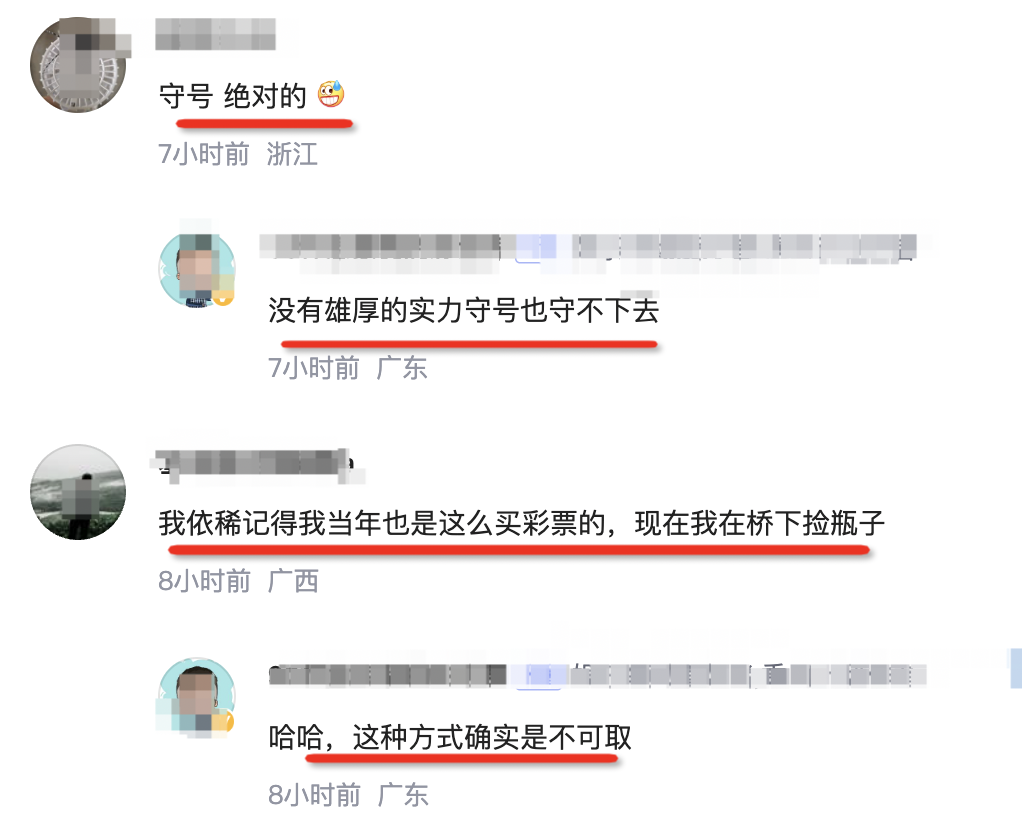 守号 绝对的
7小时前 浙江
没有雄厚的实力守号也守不下去
7小时前 广东
我依稀记得我当年也是这么买彩票的，现在我在桥下捡瓶子
8小时前 广西
哈哈，这种方式确实是不可取
8小时前 广东